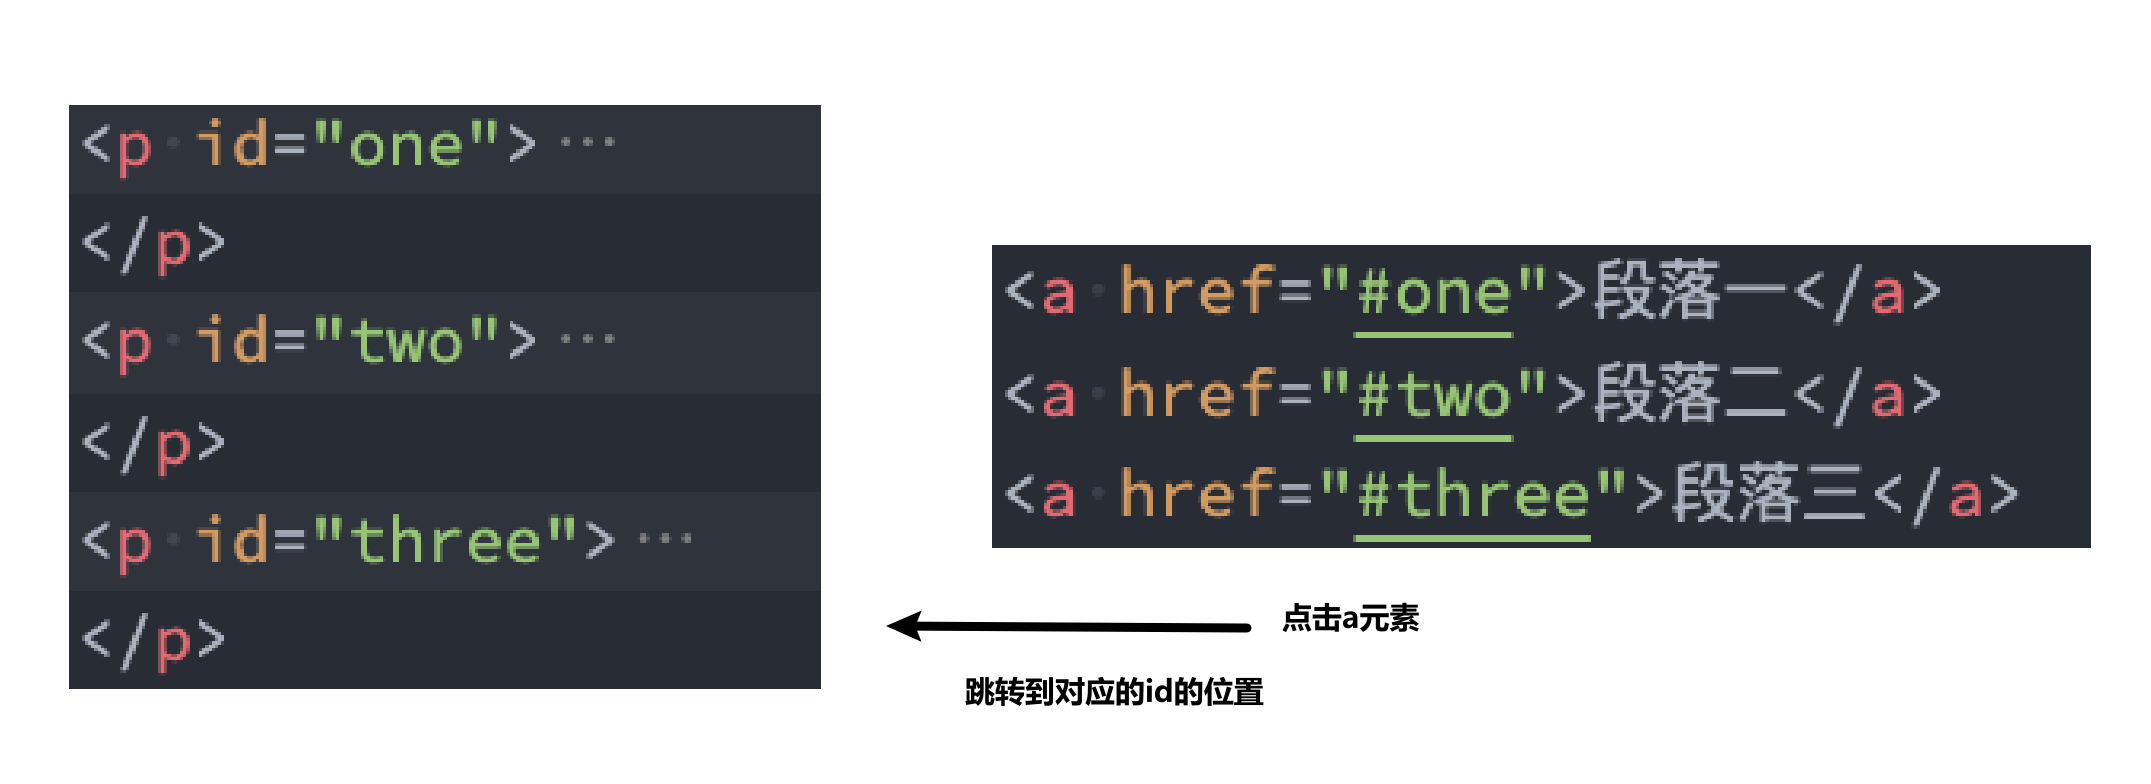 <p id="one"> ···
</p>
<p id="two"> ···
</p>
<p id="three"> ···
</p>
<a href="#one">段落一</a>
<a href="#two">段落二</a>
<a href="#three">段落三</a>
点击a元素
跳转到对应的id的位置